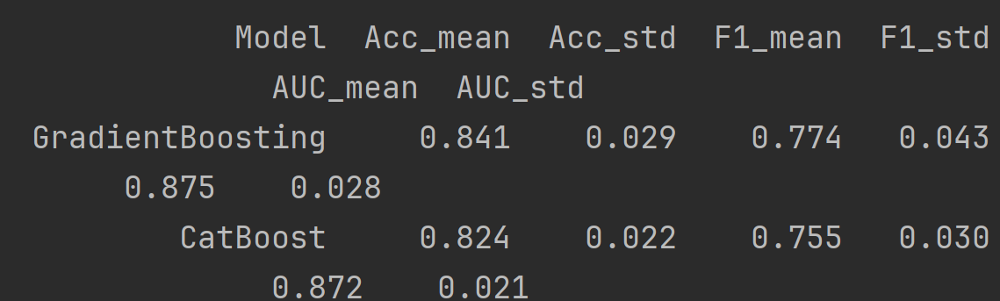 Model Acc_mean Acc_std F1_mean F1_std
AUC_mean AUC_std
GradientBoosting 0.841 0.029 0.774 0.043
0.875 0.028
CatBoost 0.824 0.022 0.755 0.030
0.872 0.021